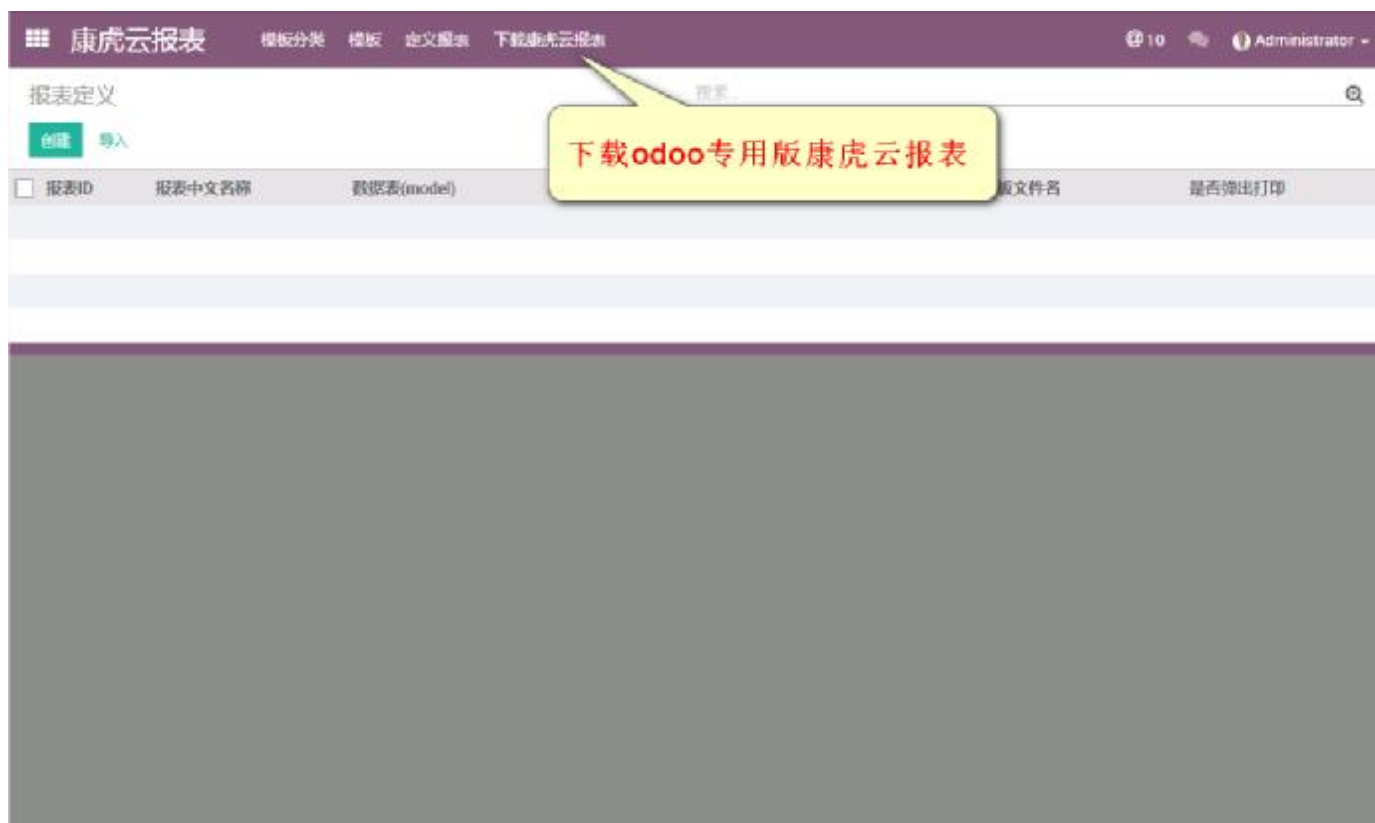 康虎云报表 模板分类 模板 定义报表 下载康虎云报表 @ 10 Administrator
报表定义 搜索...
创建 导入
下载odoo专用版康虎云报表
报表ID 报表中文名称 数据表(model) 板文件名 是否弹出打印